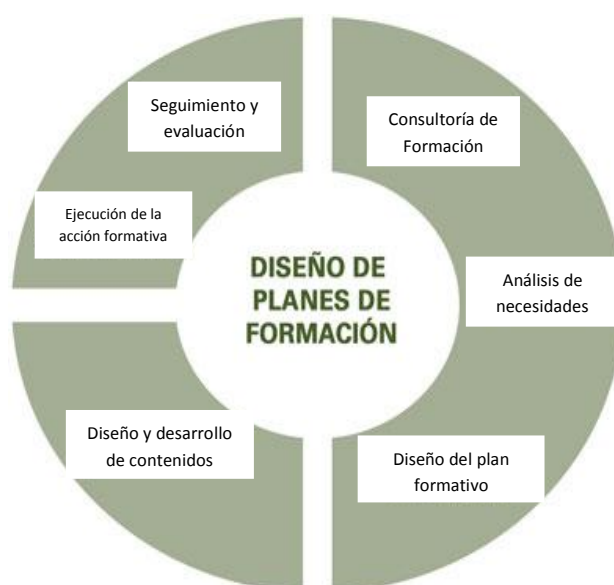 Seguimiento y
evaluación
Consultoría de
Formación
Ejecución de la
acción formativa
DISEÑO DE
PLANES DE
FORMACIÓN
Análisis de
necesidades
Diseño y desarrollo
de contenidos
Diseño del plan
formativo